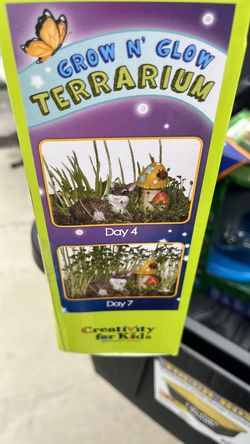 GROW N' GLOW
TERRARIUM
Day 4
Day 7
Creativity
for Kids